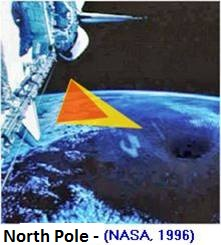 North Pole - (NASA, 1996)